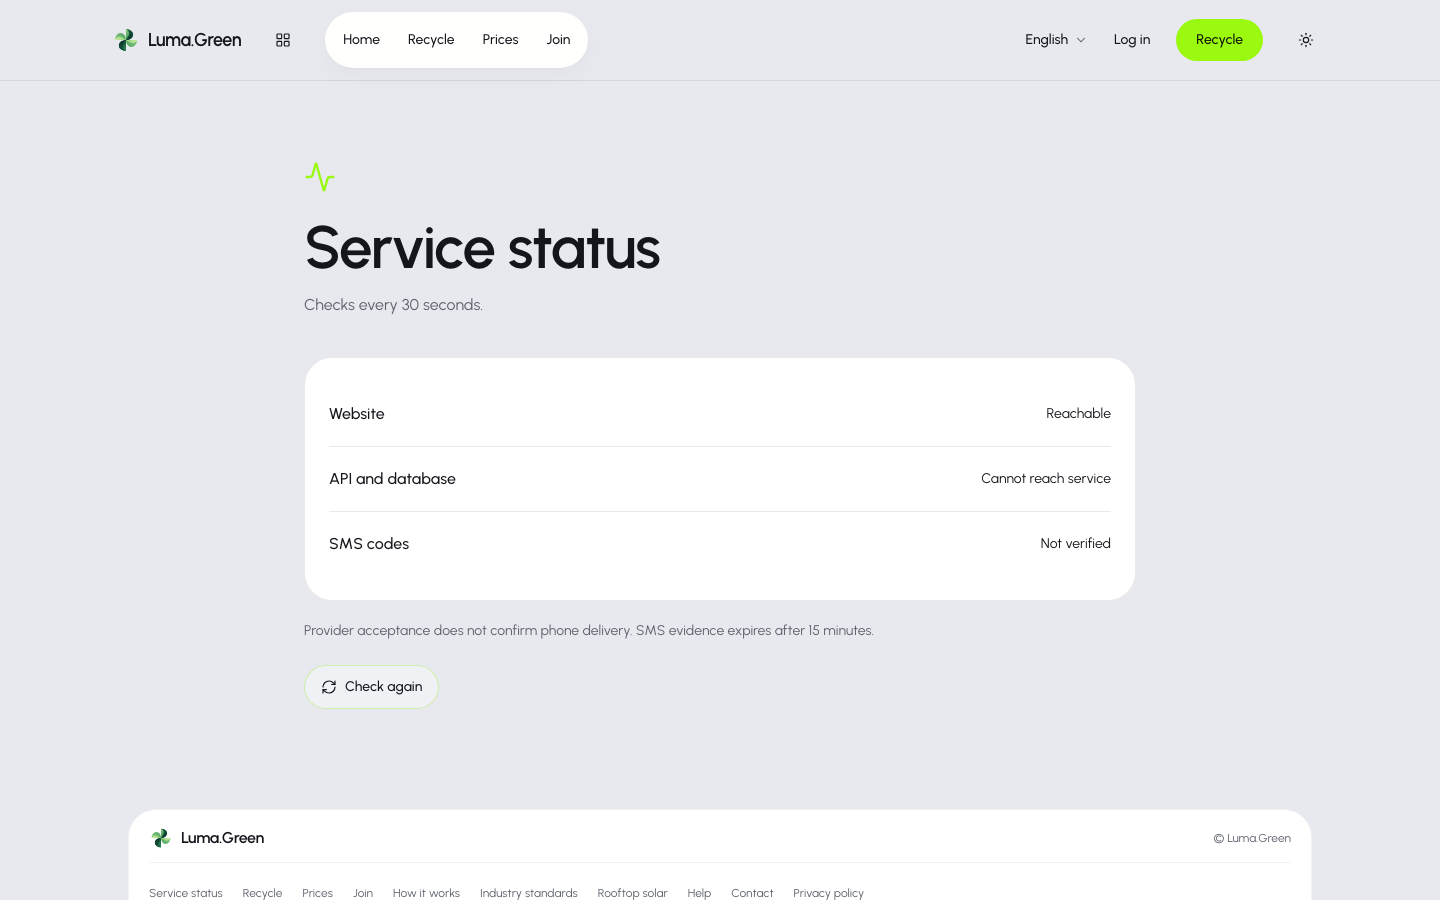 Luma.Green
Home Recycle Prices Join
English Log in Recycle
Service status
Checks every 30 seconds.
Website Reachable
API and database Cannot reach service
SMS codes Not verified
Provider acceptance does not confirm phone delivery. SMS evidence expires after 15 minutes.
Check again
Luma.Green © Luma.Green
Service status Recycle Prices Join How it works Industry standards Rooftop solar Help Contact Privacy policy